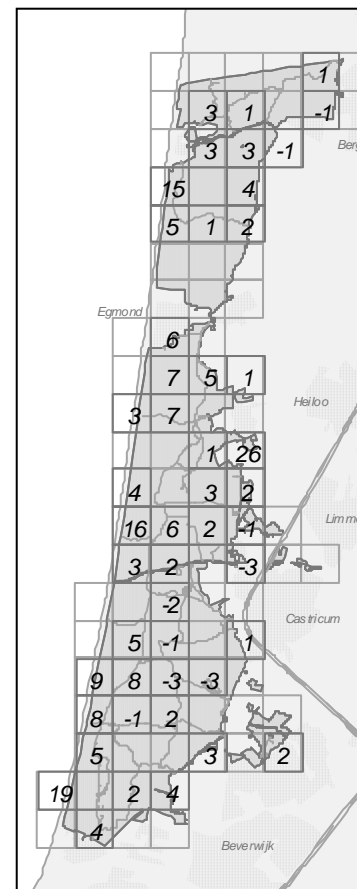 1
3 1 -1
3 3 -1 Ber
15 4
5 1 2
Egmond
6
7 5 1
Heiloo
3 7
1 26
4 3 2
Limm
16 6 2 -1
3 2 -3
-2
Castricum
5 -1 1
9 8 -3 -3
8 -1 2
5 3 2
19 2 4
4
Beverwijk